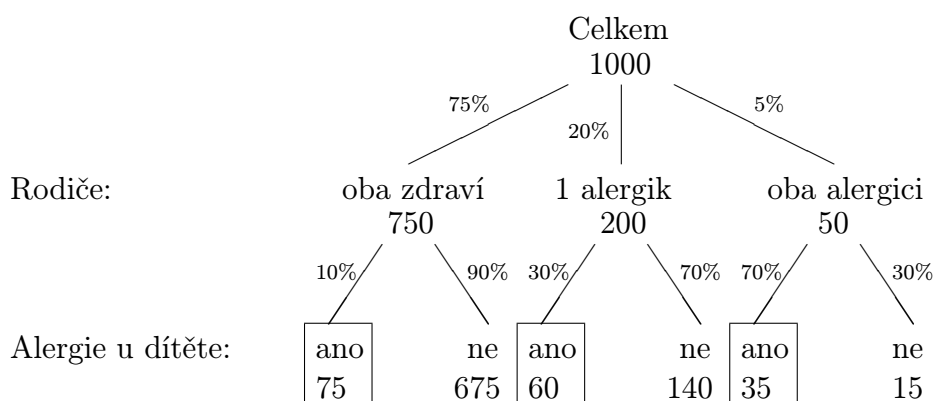 Celkem
1000
75% 20% 5%
Rodiče: oba zdraví 1 alergik oba alergici
750 200 50
10% 90% 30% 70% 70% 30%
Alergie u dítěte: ano ne ano ne ano ne
75 675 60 140 35 15